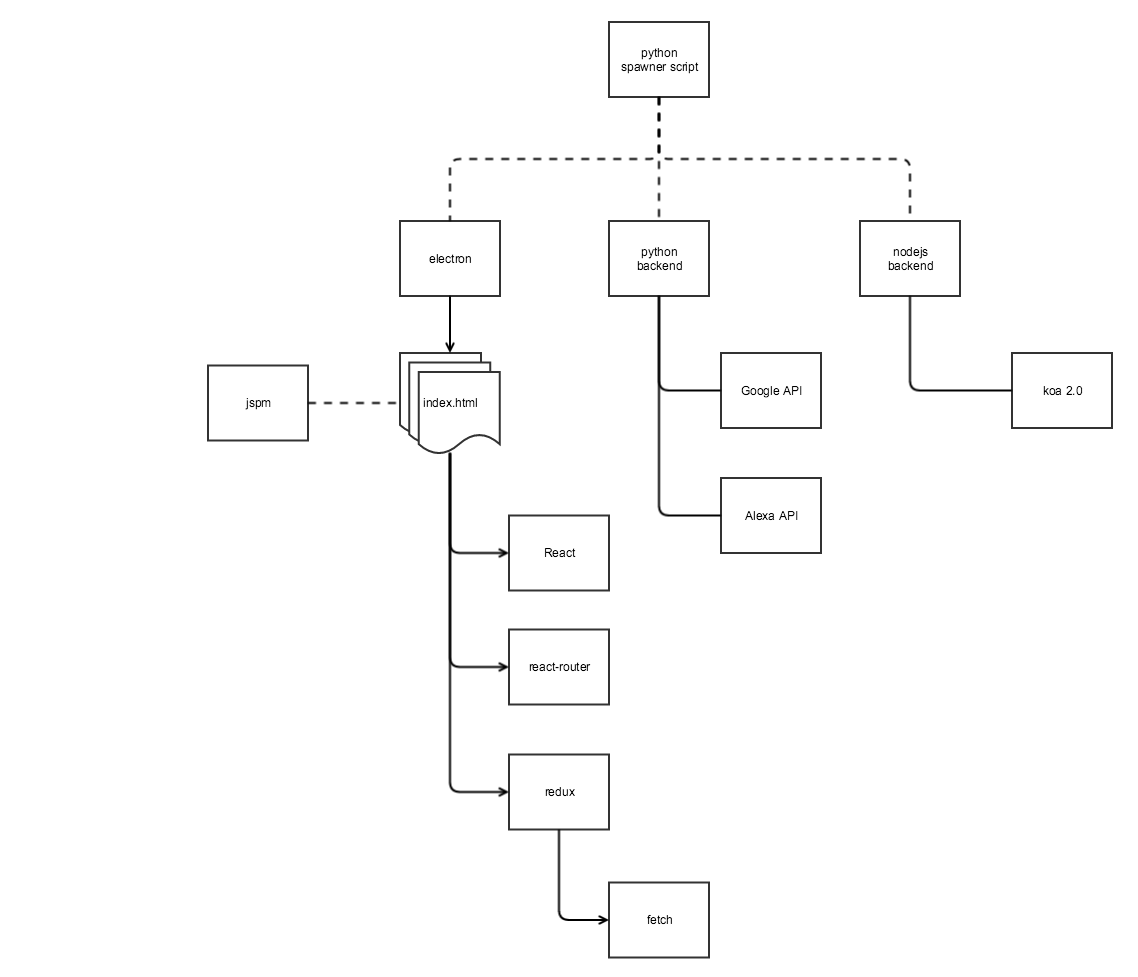 python
spawner script
electron
python
backend
nodejs
backend
jspm
index.html
Google API
koa 2.0
Alexa API
React
react-router
redux
fetch